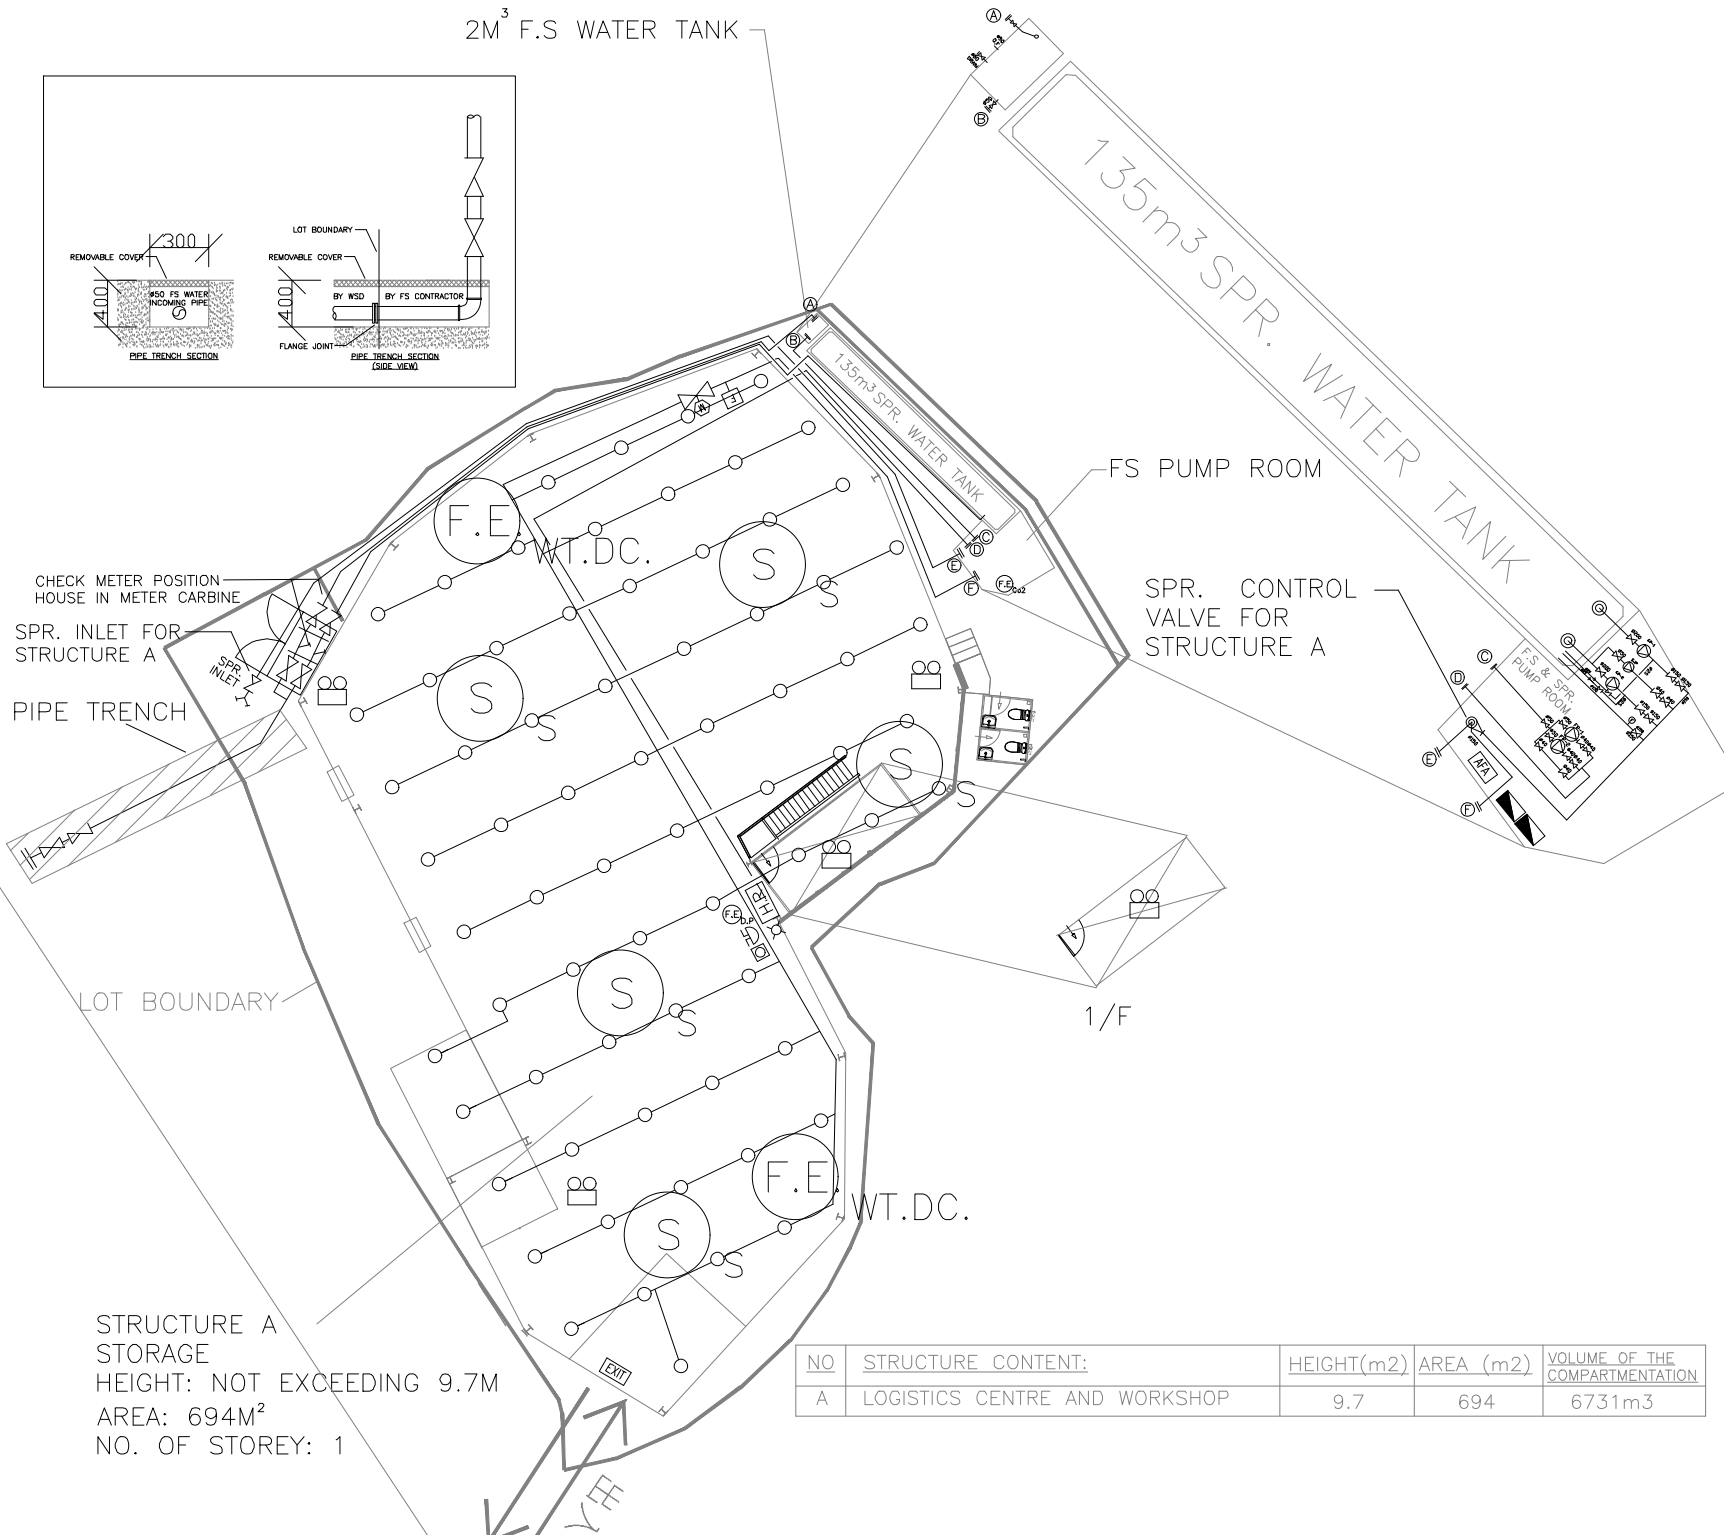 2M³ F.S WATER TANK
A
B
135m³ SPR. WATER TANK
300
LOT BOUNDARY
REMOVABLE COVER
REMOVABLE COVER
400
Ø50 FS WATER
INCOMING PIPE
S
400
BY WSD
BY FS CONTRACTOR
FLANGE JOINT
PIPE TRENCH SECTION
PIPE TRENCH SECTION
(SIDE VIEW)
A
B
135m³ SPR. WATER TANK
M
F
FS PUMP ROOM
F.E.
WT.DC.
S
S
C
D
E
F
F.E
Co2
CHECK METER POSITION
HOUSE IN METER CARBINE
SPR. INLET FOR
STRUCTURE A
SPR.
INLET
SPR. CONTROL
VALVE FOR
STRUCTURE A
Q
Q
C
D
F.S & SPR.
PUMP ROOM
E
AFA
F
PIPE TRENCH
S
S
S
S
H.R
F.E
D.P
S
S
LOT BOUNDARY
1/F
F.E.
WT.DC.
S
S
STRUCTURE A
STORAGE
HEIGHT: NOT EXCEEDING 9.7M
AREA: 694M²
NO. OF STOREY: 1
EXIT
NO STRUCTURE CONTENT: HEIGHT(m2) AREA (m2) VOLUME OF THE
COMPARTMENTATION
A LOGISTICS CENTRE AND WORKSHOP 9.7 694 6731m3